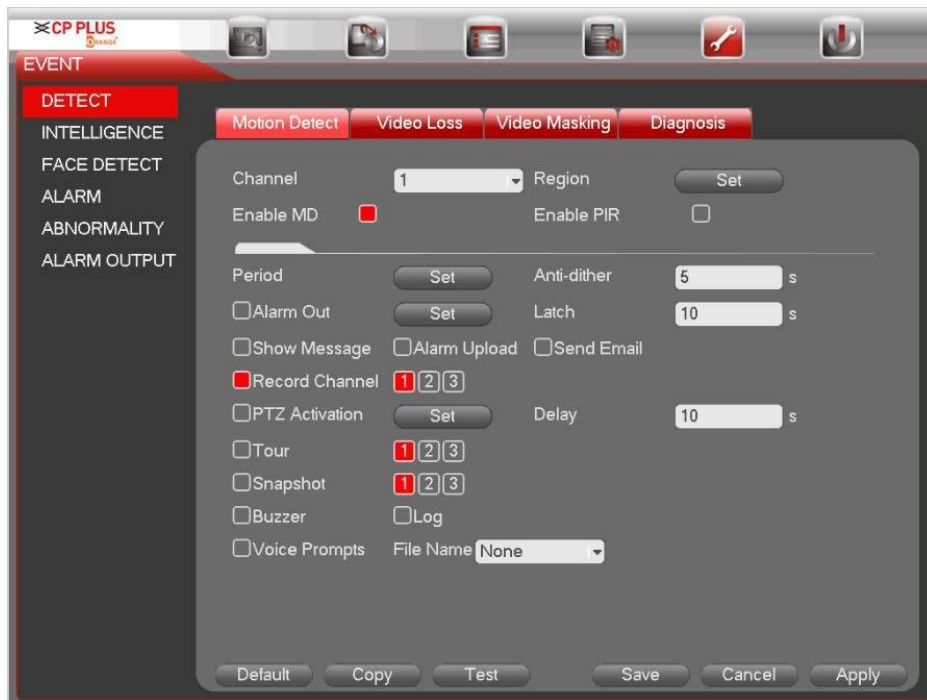 CP PLUS
ORANGE
EVENT
DETECT
INTELLIGENCE
FACE DETECT
ALARM
ABNORMALITY
ALARM OUTPUT
Motion Detect Video Loss Video Masking Diagnosis
Channel 1 Region Set
Enable MD Enable PIR
Period Set Anti-dither 5 s
Alarm Out Set Latch 10 s
Show Message Alarm Upload Send Email
Record Channel 1 2 3
PTZ Activation Set Delay 10 s
Tour 1 2 3
Snapshot 1 2 3
Buzzer Log
Voice Prompts File Name None
Default Copy Test Save Cancel Apply